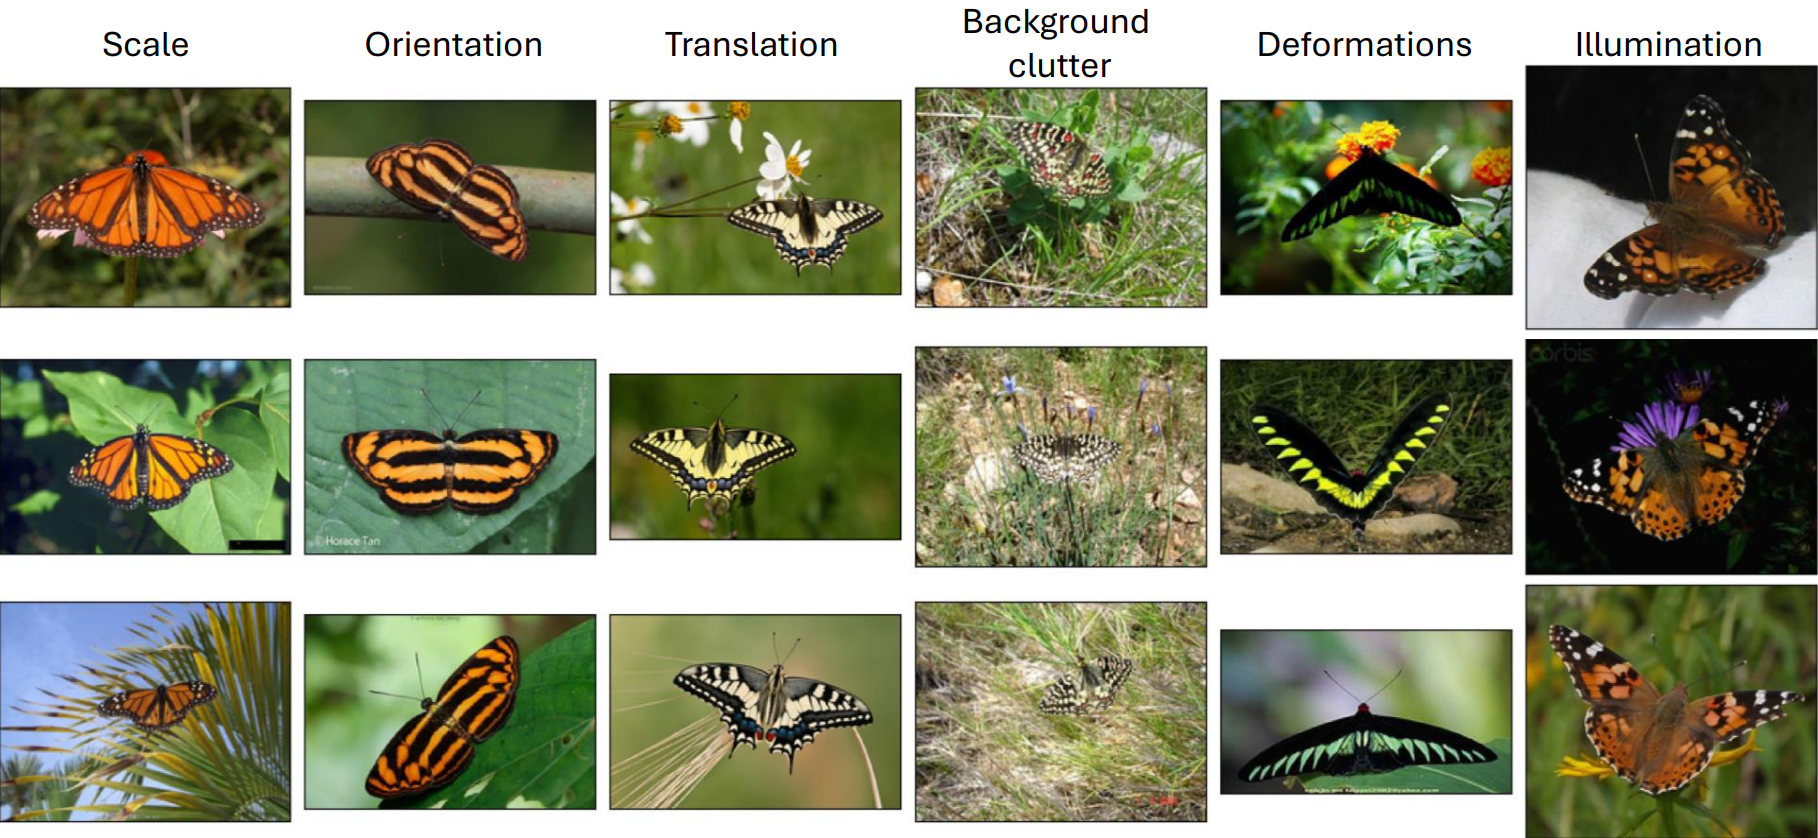 Scale
Orientation
Translation
Background
clutter
Deformations
Illumination
corbis
© Horace Tan